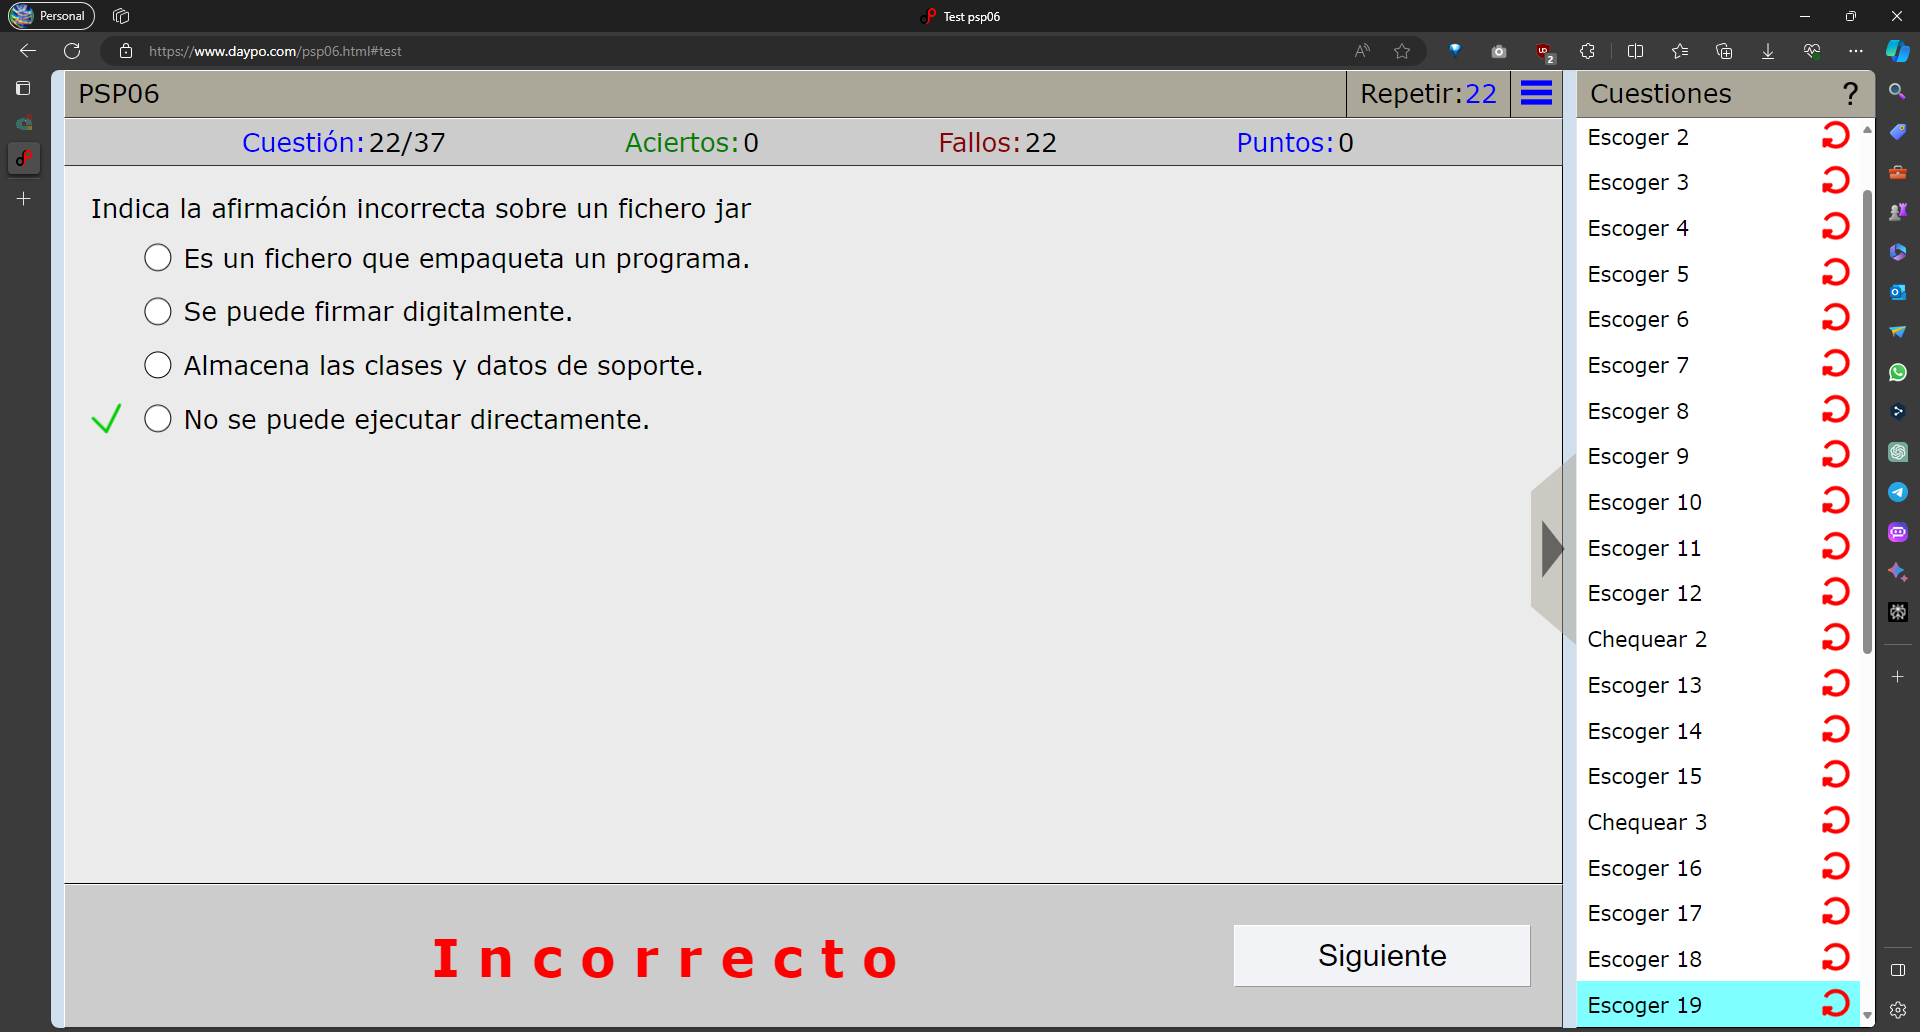 Personal
Test psp06
https://www.daypo.com/psp06.html#test
2
PSP06
Repetir:22
Cuestiones
?
Cuestión:22/37
Aciertos:0
Fallos:22
Puntos:0
Indica la afirmación incorrecta sobre un fichero jar
Es un fichero que empaqueta un programa.
Se puede firmar digitalmente.
Almacena las clases y datos de soporte.
No se puede ejecutar directamente.
Incorrecto
Siguiente
Escoger 2
Escoger 3
Escoger 4
Escoger 5
Escoger 6
Escoger 7
Escoger 8
Escoger 9
Escoger 10
Escoger 11
Escoger 12
Chequear 2
Escoger 13
Escoger 14
Escoger 15
Chequear 3
Escoger 16
Escoger 17
Escoger 18
Escoger 19